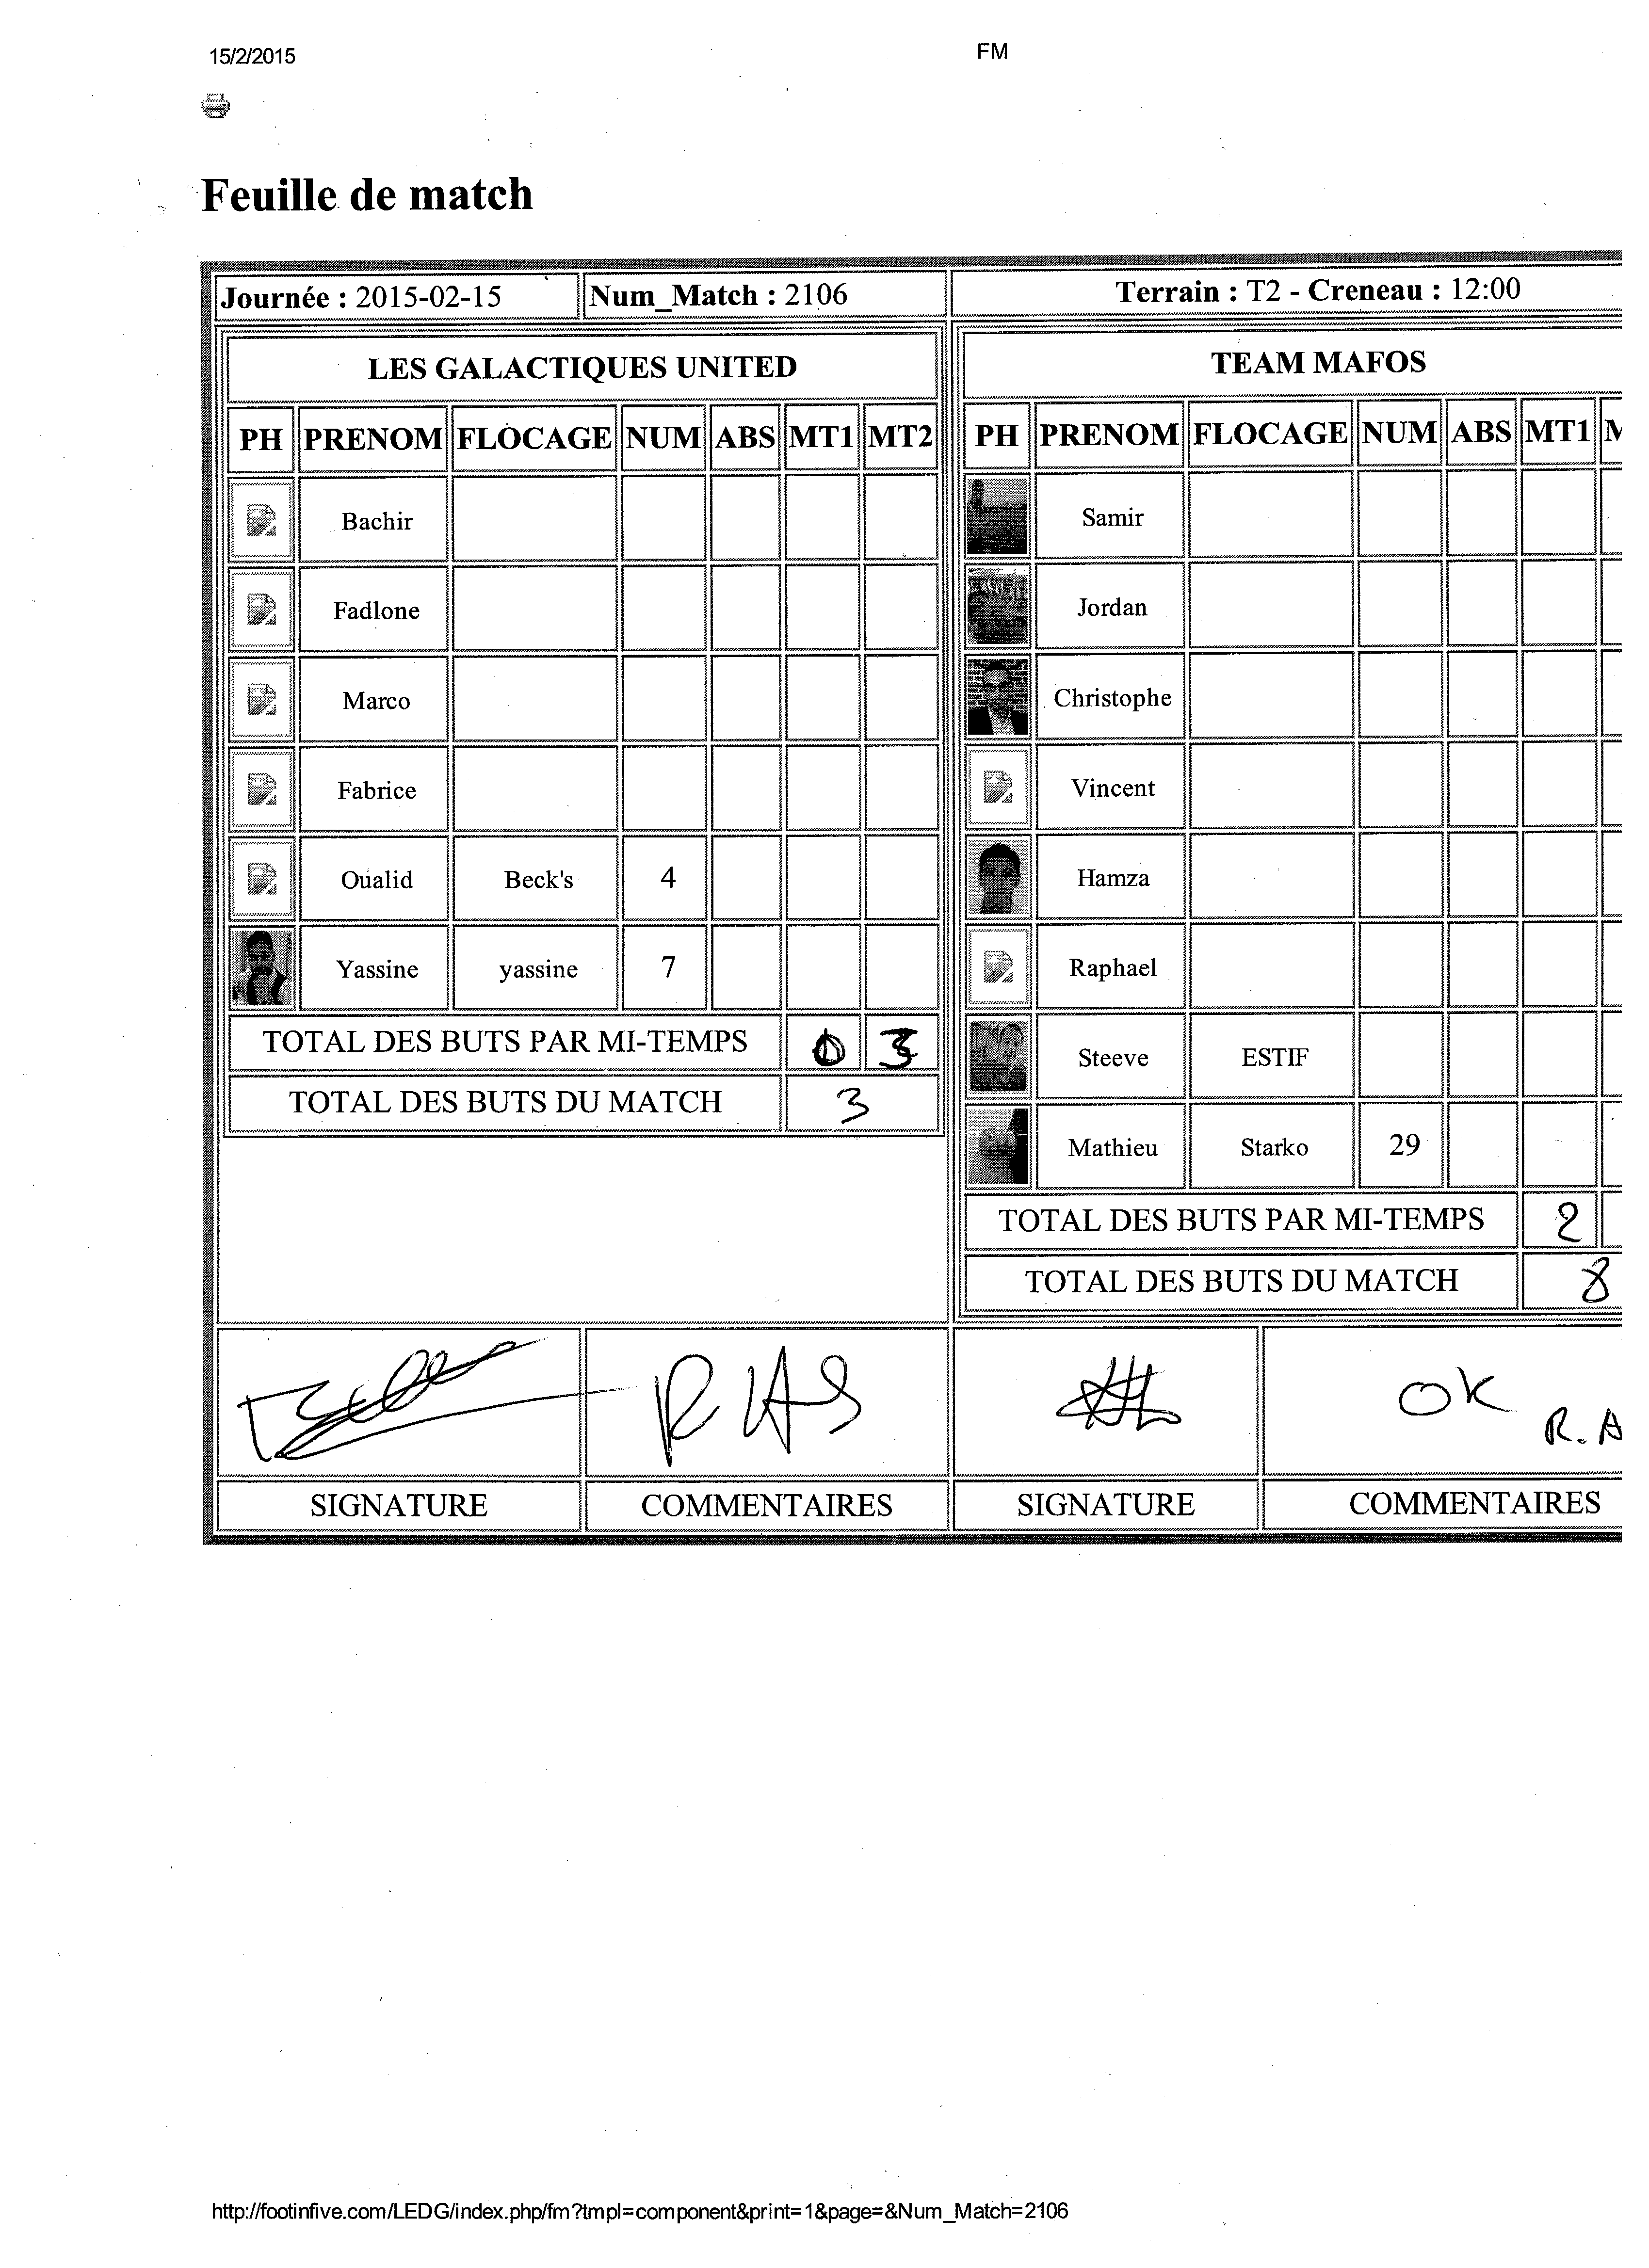 15/2/2015 FM
Feuille de match
Journée : 2015-02-15 Num_Match : 2106 Terrain : T2 - Creneau : 12:00
LES GALACTIQUES UNITED
PH PRENOM FLOCAGE NUM ABS MT1 MT2
Bachir
Fadlone
Marco
Fabrice
Oualid Beck's 4
Yassine yassine 7
TOTAL DES BUTS PAR MI-TEMPS 0 3
TOTAL DES BUTS DU MATCH 3
TEAM MAFOS
PH PRENOM FLOCAGE NUM ABS MT1
Samir
Jordan
Christophe
Vincent
Hamza
Raphael
Steeve ESTIF
Mathieu Starko 29
TOTAL DES BUTS PAR MI-TEMPS 2
TOTAL DES BUTS DU MATCH 8
RAS OK
R.A
SIGNATURE COMMENTAIRES SIGNATURE COMMENTAIRES
http://footinfive.com/LEDG/index.php/fm?tmpl=component&print=1&page=&Num_Match=2106